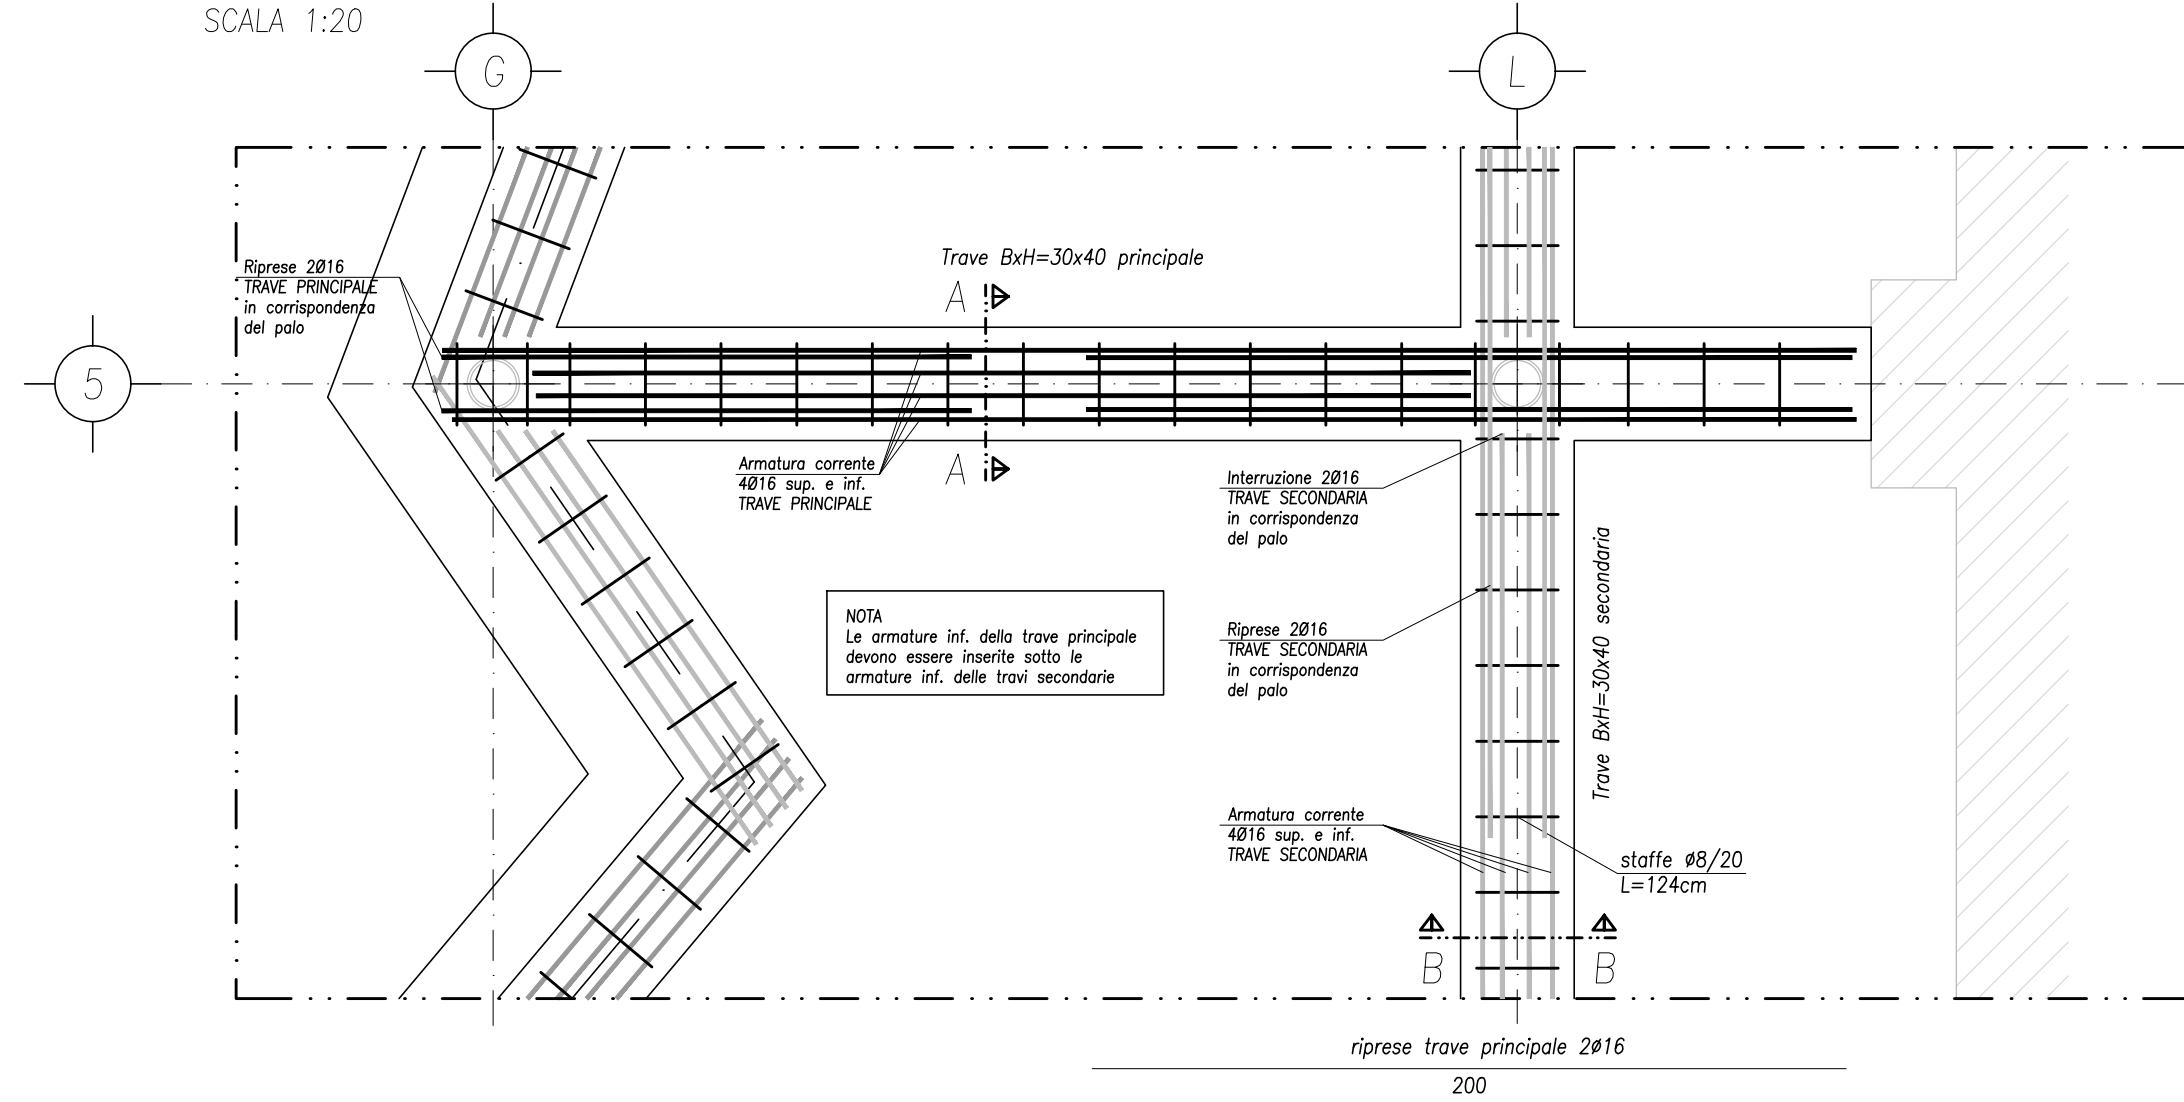 SCALA 1:20
G
L
Riprese 2Ø16
TRAVE PRINCIPALE
in corrispondenza
del palo
Trave BxH=30x40 principale
A
5
A
Armatura corrente
4Ø16 sup. e inf.
TRAVE PRINCIPALE
Interruzione 2Ø16
TRAVE SECONDARIA
in corrispondenza
del palo
NOTA
Le armature inf. della trave principale
devono essere inserite sotto le
armature inf. delle travi secondarie
Riprese 2Ø16
TRAVE SECONDARIA
in corrispondenza
del palo
Trave BxH=30x40 secondaria
Armatura corrente
4Ø16 sup. e inf.
TRAVE SECONDARIA
staffe ø8/20
L=124cm
B
B
riprese trave principale 2ø16
200